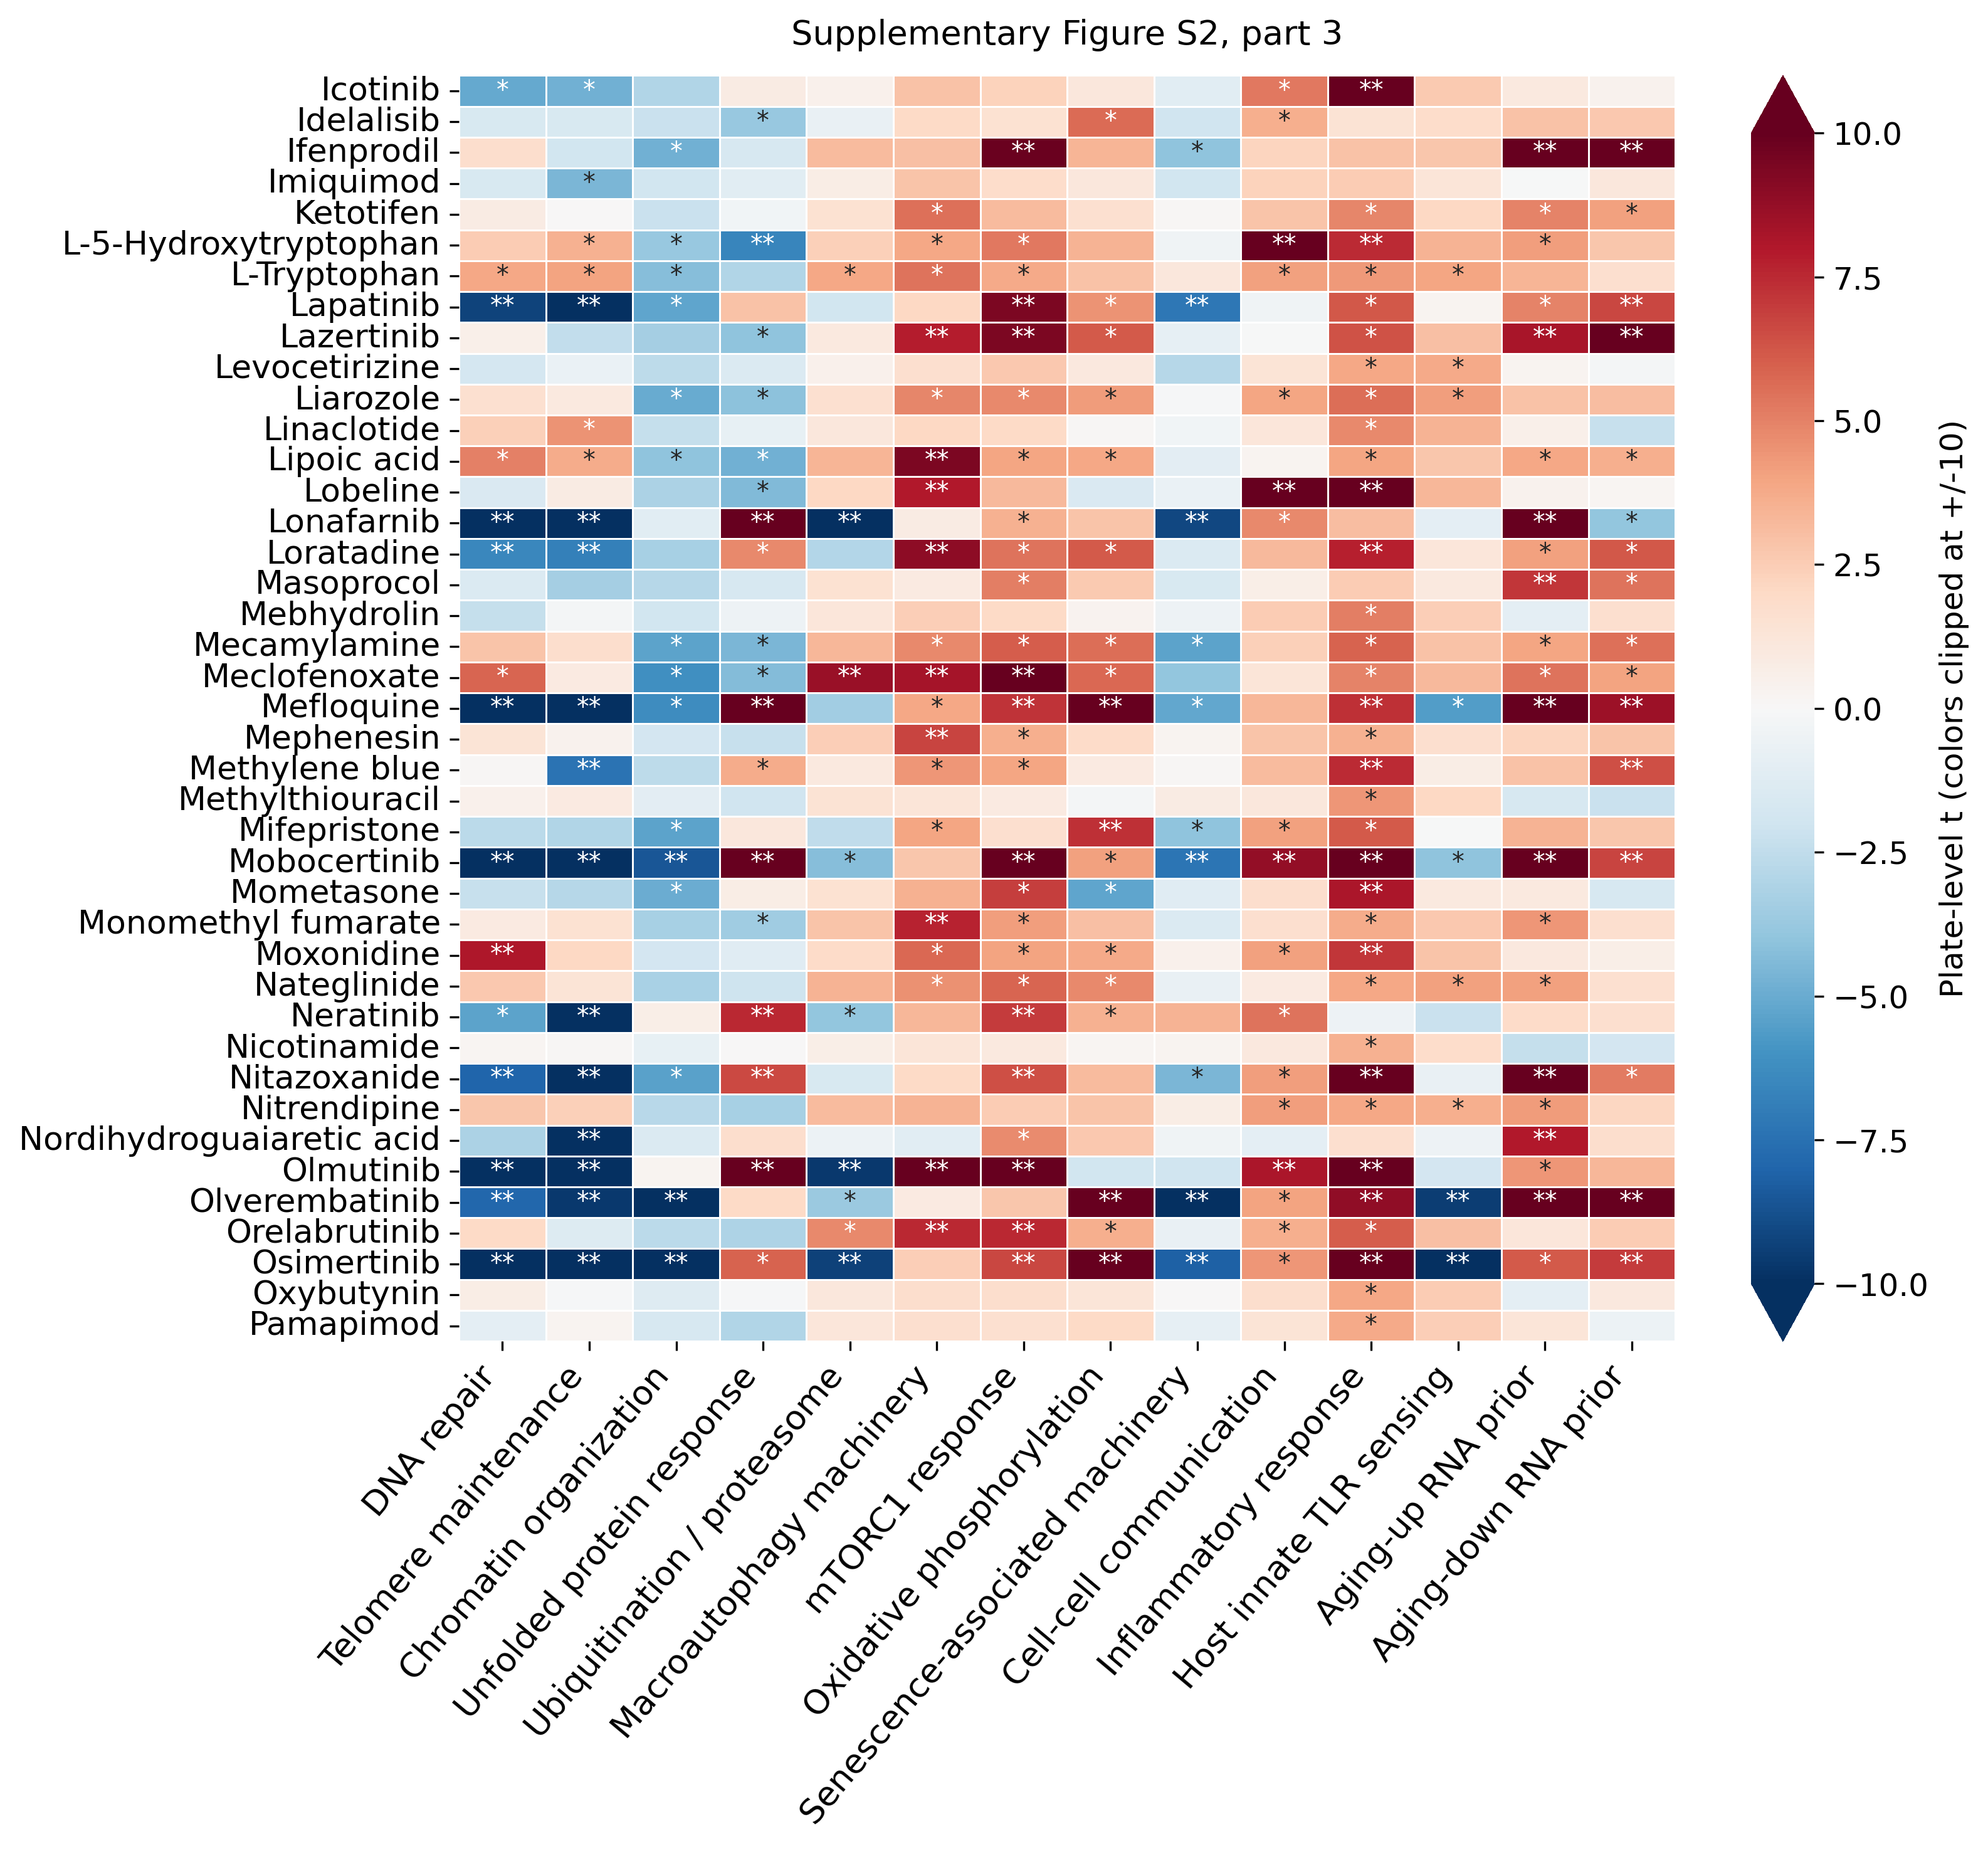 Supplementary Figure S2, part 3
Icotinib * * * **
Idelalisib * * *
Ifenprodil * ** * ** **
Imiquimod *
Ketotifen * * * *
L-5-Hydroxytryptophan * * ** * * ** ** *
L-Tryptophan * * * * * * * * *
Lapatinib ** ** * ** * ** * * **
Lazertinib * ** ** * * ** **
Levocetirizine * *
Liarozole * * * * * * * *
Linaclotide * *
Lipoic acid * * * * ** * * * * *
Lobeline * ** ** **
Lonafarnib ** ** ** ** * ** * ** *
Loratadine ** ** * ** * * ** * *
Masoprocol * ** *
Mebhydrolin *
Mecamylamine * * * * * * * * *
Meclofenoxate * * * ** ** ** * * * *
Mefloquine ** ** * ** * ** ** * ** * ** **
Mephenesin ** * *
Methylene blue ** * * * ** **
Methylthiouracil *
Mifepristone * * ** * * *
Mobocertinib ** ** ** ** * ** * ** ** ** * ** **
Mometasone * * * **
Monomethyl fumarate * ** * * *
Moxonidine ** * * * * **
Nateglinide * * * * * *
Neratinib * ** ** * ** * *
Nicotinamide *
Nitazoxanide ** ** * ** ** * * ** ** *
Nitrendipine * * * *
Nordihydroguaiaretic acid ** * **
Olmutinib ** ** ** ** ** ** ** ** *
Olverembatinib ** ** ** * ** ** * ** ** ** **
Orelabrutinib * ** ** * * *
Osimertinib ** ** ** * ** ** ** ** * ** ** * **
Oxybutynin *
Pamapimod *
DNA repair
Telomere maintenance
Chromatin organization
Unfolded protein response
Ubiquitination / proteasome
Macroautophagy machinery
mTORC1 response
Oxidative phosphorylation
Senescence-associated machinery
Cell-cell communication
Inflammatory response
Host innate TLR sensing
Aging-up RNA prior
Aging-down RNA prior
10.0
7.5
5.0
2.5
0.0
−2.5
−5.0
−7.5
−10.0
Plate-level t (colors clipped at +/-10)